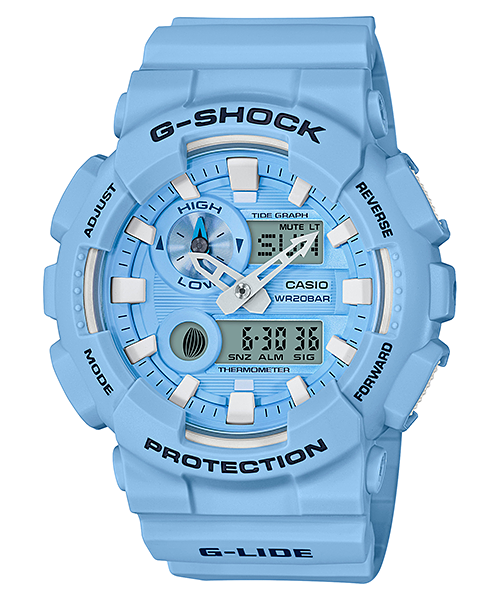 G-SHOCK
ADJUST
REVERSE
HIGH
TIDE GRAPH
MUTE LT
SUN
LOW
CASIO
WR20BAR
6:30 36
SNZ ALM SIG
THERMOMETER
MODE
FORWARD
PROTECTION
G-LIDE